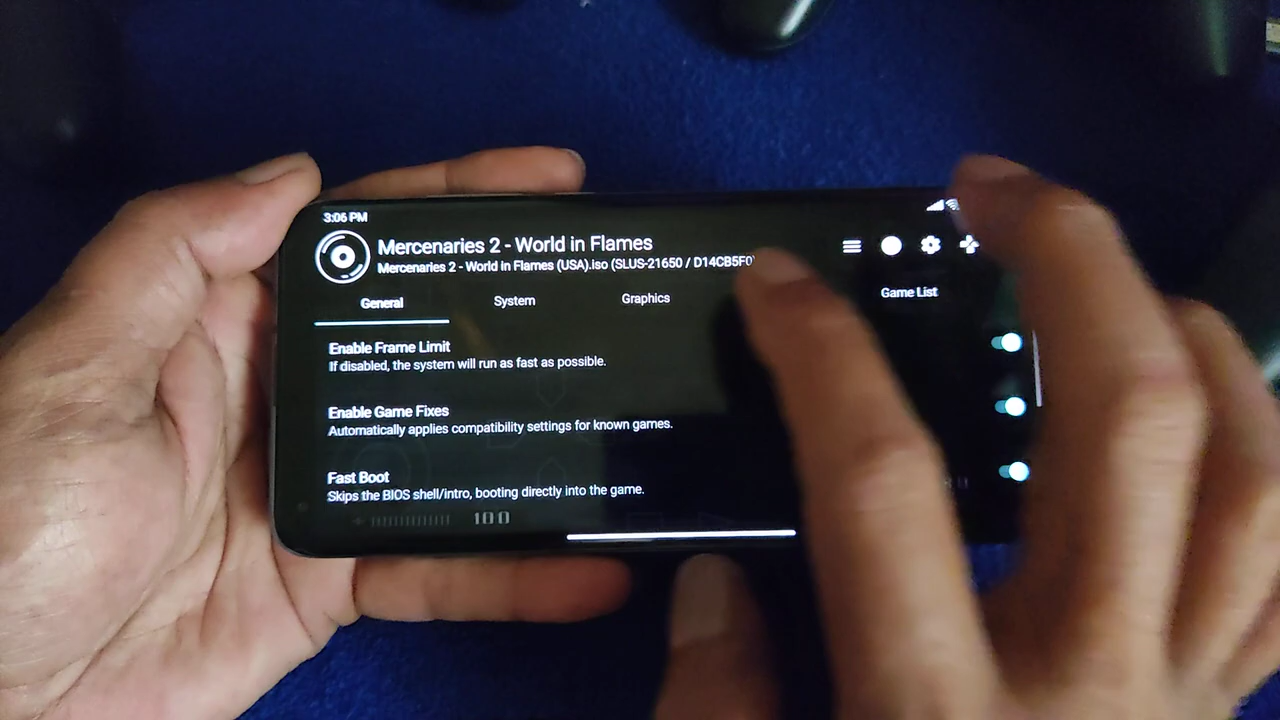 3:06 PM
Mercenaries 2 - World in Flames
Mercenaries 2 - World in Flames (USA).iso (SLUS-21650 / D14CB5F0)
General System Graphics Game List
Enable Frame Limit
If disabled, the system will run as fast as possible.
Enable Game Fixes
Automatically applies compatibility settings for known games.
Fast Boot
Skips the BIOS shell/intro, booting directly into the game.
100